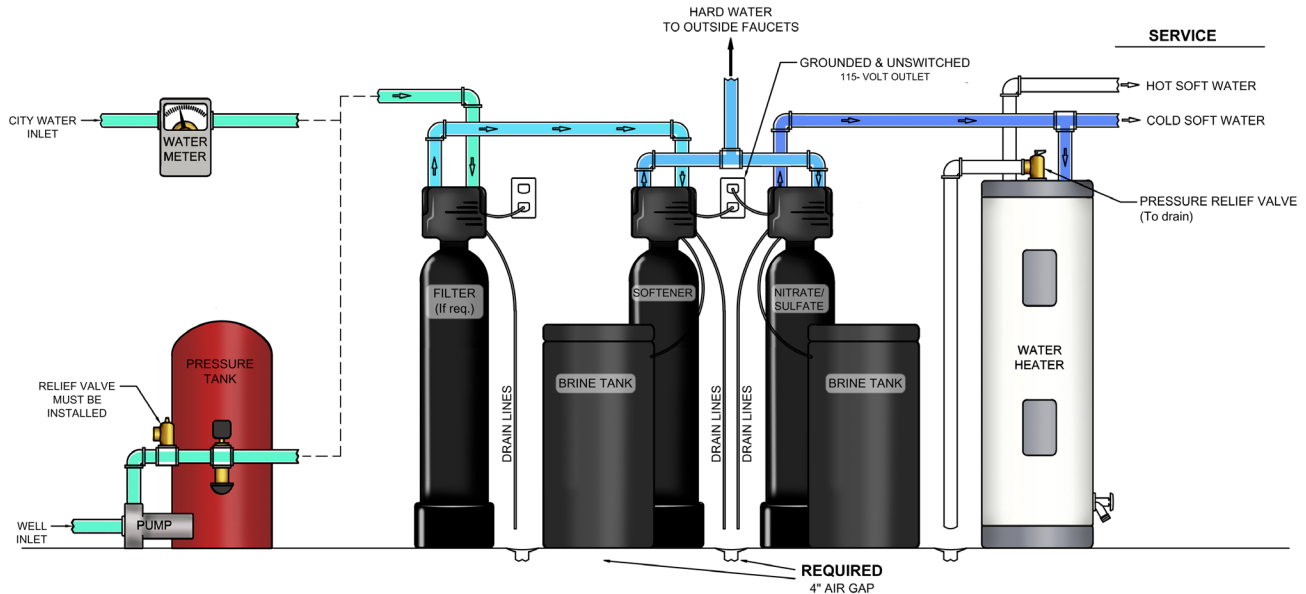 HARD WATER
TO OUTSIDE FAUCETS
SERVICE
GROUNDED & UNSWITCHED
115- VOLT OUTLET
HOT SOFT WATER
CITY WATER
INLET
WATER
METER
COLD SOFT WATER
PRESSURE RELIEF VALVE
(To drain)
FILTER
(If req.)
SOFTENER
NITRATE/
SULFATE
PRESSURE
TANK
WATER
HEATER
RELIEF VALVE
MUST BE
INSTALLED
BRINE TANK
BRINE TANK
DRAIN LINES
DRAIN LINES
DRAIN LINES
WELL
INLET
PUMP
REQUIRED
4" AIR GAP